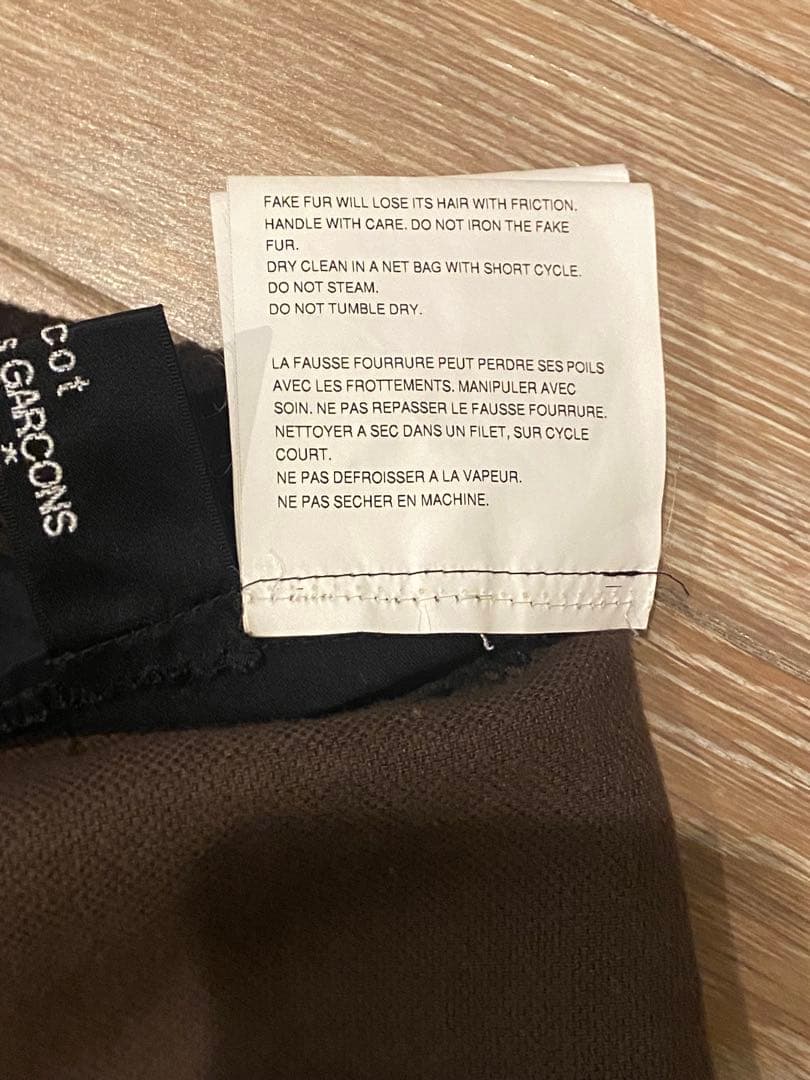 FAKE FUR WILL LOSE ITS HAIR WITH FRICTION.
HANDLE WITH CARE. DO NOT IRON THE FAKE
FUR.
DRY CLEAN IN A NET BAG WITH SHORT CYCLE.
DO NOT STEAM.
DO NOT TUMBLE DRY.
LA FAUSSE FOURRURE PEUT PERDRE SES POILS
AVEC LES FROTTEMENTS. MANIPULER AVEC
SOIN. NE PAS REPASSER LE FAUSSE FOURRURE.
NETTOYER A SEC DANS UN FILET, SUR CYCLE
COURT.
NE PAS DEFROISSER A LA VAPEUR.
NE PAS SECHER EN MACHINE.
cot
GARCONS